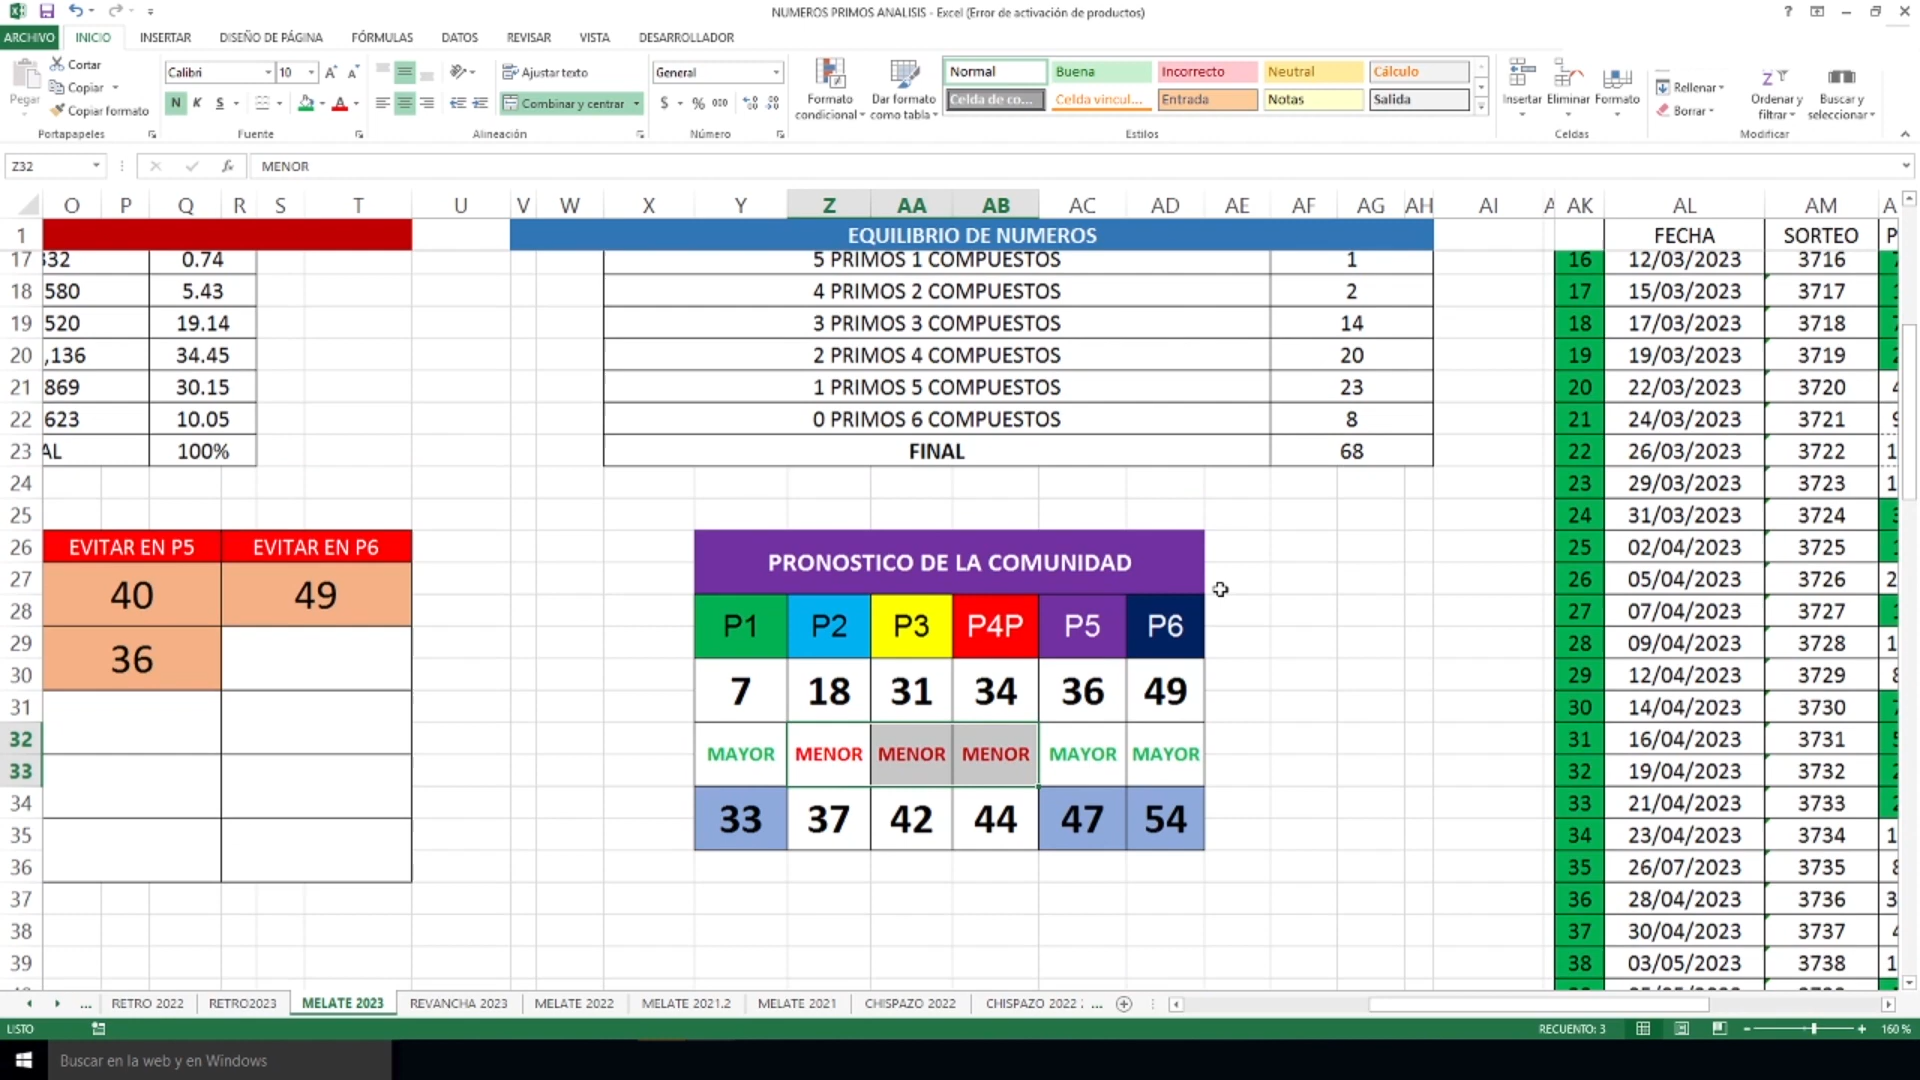 NUMEROS PRIMOS ANALISIS - Excel (Error de activación de productos)
ARCHIVO INICIO INSERTAR DISEÑO DE PÁGINA FÓRMULAS DATOS REVISAR VISTA DESARROLLADOR
Pegar Cortar Copiar Copiar formato Portapapeles
Calibri 10 N K S A A Fuente
Ajustar texto Combinar y centrar Alineación
General $ % 000 Número
Formato condicional Dar formato como tabla
Normal Buena Incorrecto Neutral Cálculo
Celda de co... Celda vincul... Entrada Notas Salida
Estilos
Insertar Eliminar Formato Celdas
Rellenar Borrar Ordenar y filtrar Buscar y seleccionar Modificar
Z32 fx MENOR
O P Q R S T U V W X Y Z AA AB AC AD AE AF AG AH AI A AK AL AM A
1 EQUILIBRIO DE NUMEROS FECHA SORTEO P
17 332 0.74 5 PRIMOS 1 COMPUESTOS 1 16 12/03/2023 3716
18 580 5.43 4 PRIMOS 2 COMPUESTOS 2 17 15/03/2023 3717
19 520 19.14 3 PRIMOS 3 COMPUESTOS 14 18 17/03/2023 3718
20 ,136 34.45 2 PRIMOS 4 COMPUESTOS 20 19 19/03/2023 3719
21 869 30.15 1 PRIMOS 5 COMPUESTOS 23 20 22/03/2023 3720
22 623 10.05 0 PRIMOS 6 COMPUESTOS 8 21 24/03/2023 3721
23 AL 100% FINAL 68 22 26/03/2023 3722
24 23 29/03/2023 3723
25 24 31/03/2023 3724
26 EVITAR EN P5 EVITAR EN P6 PRONOSTICO DE LA COMUNIDAD 25 02/04/2023 3725
27 40 49 26 05/04/2023 3726
28 P1 P2 P3 P4P P5 P6 27 07/04/2023 3727
29 36 28 09/04/2023 3728
30 7 18 31 34 36 49 29 12/04/2023 3729
31 30 14/04/2023 3730
32 MAYOR MENOR MENOR MENOR MAYOR MAYOR 31 16/04/2023 3731
33 32 19/04/2023 3732
34 33 37 42 44 47 54 33 21/04/2023 3733
35 34 23/04/2023 3734
36 35 26/07/2023 3735
37 36 28/04/2023 3736
38 37 30/04/2023 3737
39 38 03/05/2023 3738
... RETRO 2022 RETRO2023 MELATE 2023 REVANCHA 2023 MELATE 2022 MELATE 2021.2 MELATE 2021 CHISPAZO 2022 CHISPAZO 2022 ...
LISTO RECUENTO: 3 160 %
Buscar en la web y en Windows